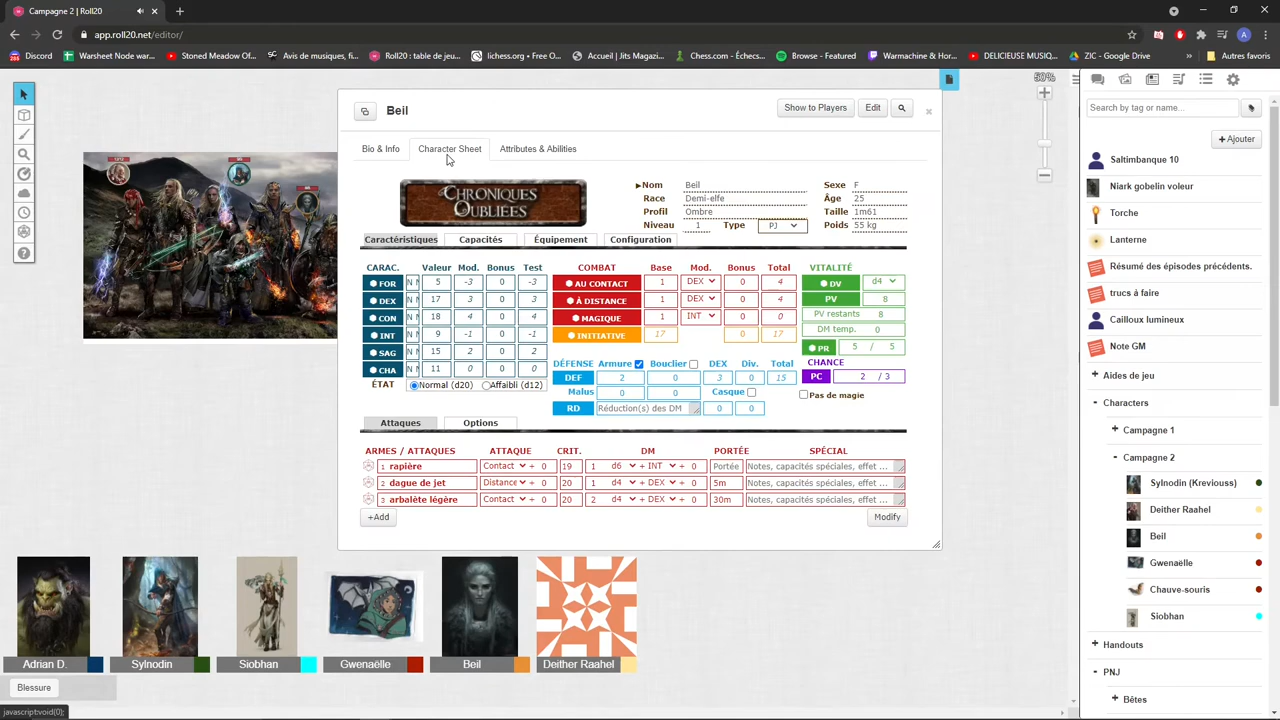 Campagne 2 | Roll20
app.roll20.net/editor/
Discord
Warsheet Node war...
Stoned Meadow Of...
Avis de musiques, fi...
Roll20 : table de jeu...
lichess.org • Free O...
Accueil | Jits Magazi...
Chess.com - Échecs...
Browse - Featured
Warmachine & Hor...
DELICIEUSE MUSIQ...
ZIC - Google Drive
Autres favoris
50%
Beil
Show to Players
Edit
Bio & Info
Character Sheet
Attributes & Abilities
CHRONIQUES
OUBLIÉES
Nom Beil Sexe F
Race Demi-elfe Âge 25
Profil Ombre Taille 1m61
Niveau 1 Type PJ Poids 55 kg
Caractéristiques Capacités Équipement Configuration
CARAC. Valeur Mod. Bonus Test
FOR N 5 -3 0 -3
DEX N 17 3 0 3
CON N 18 4 0 4
INT N 9 -1 0 -1
SAG N 15 2 0 2
CHA N 11 0 0 0
ÉTAT Normal (d20) Affaibli (d12)
COMBAT Base Mod. Bonus Total
AU CONTACT 1 DEX 0 4
À DISTANCE 1 DEX 0 4
MAGIQUE 1 INT 0 0
INITIATIVE 17 0 17
DÉFENSE Armure Bouclier DEX Div. Total
DEF 2 0 3 0 15
Malus 0 0 Casque
RD Réduction(s) des DM 0 0
VITALITÉ
DV d4
PV 8
PV restants 8
DM temp. 0
PR 5 / 5
CHANCE
PC 2 / 3
Pas de magie
Attaques Options
ARMES / ATTAQUES ATTAQUE CRIT. DM PORTÉE SPÉCIAL
1 rapière Contact + 0 19 1 d6 + INT + 0 Portée Notes, capacités spéciales, effet ...
2 dague de jet Distance + 0 20 1 d4 + DEX + 0 5m Notes, capacités spéciales, effet ...
3 arbalète légère Contact + 0 20 2 d4 + DEX + 0 30m Notes, capacités spéciales, effet ...
+Add
Modify
Adrian D.
Sylnodin
Siobhan
Gwenaëlle
Beil
Deither Raahel
Blessure
javascript:void(0);
Search by tag or name...
+ Ajouter
Saltimbanque 10
Niark gobelin voleur
Torche
Lanterne
Résumé des épisodes précédents.
trucs à faire
Cailloux lumineux
Note GM
+ Aides de jeu
- Characters
+ Campagne 1
- Campagne 2
Sylnodin (Kreviouss)
Deither Raahel
Beil
Gwenaëlle
Chauve-souris
Siobhan
+ Handouts
- PNJ
+ Bêtes